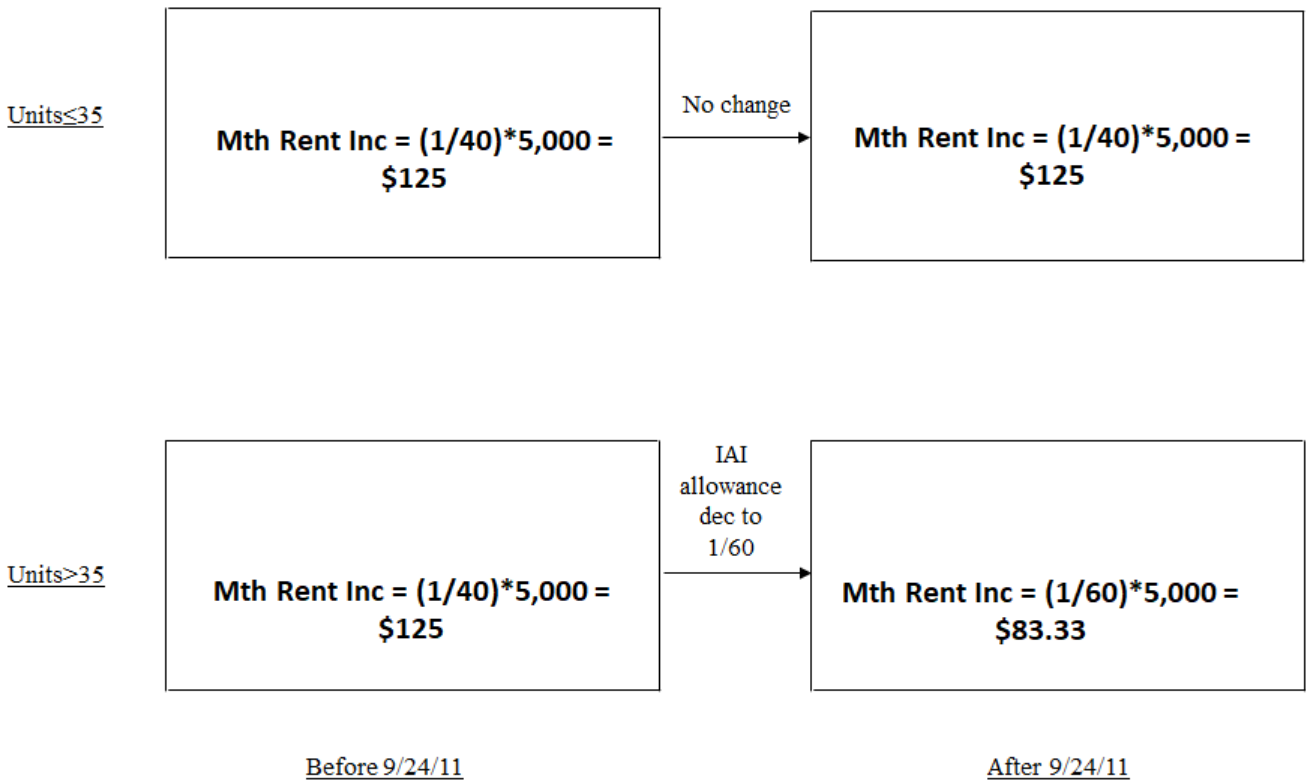 Units≤35
Mth Rent Inc = (1/40)*5,000 =
$125
No change
Mth Rent Inc = (1/40)*5,000 =
$125
Units>35
Mth Rent Inc = (1/40)*5,000 =
$125
IAI
allowance
dec to
1/60
Mth Rent Inc = (1/60)*5,000 =
$83.33
Before 9/24/11
After 9/24/11